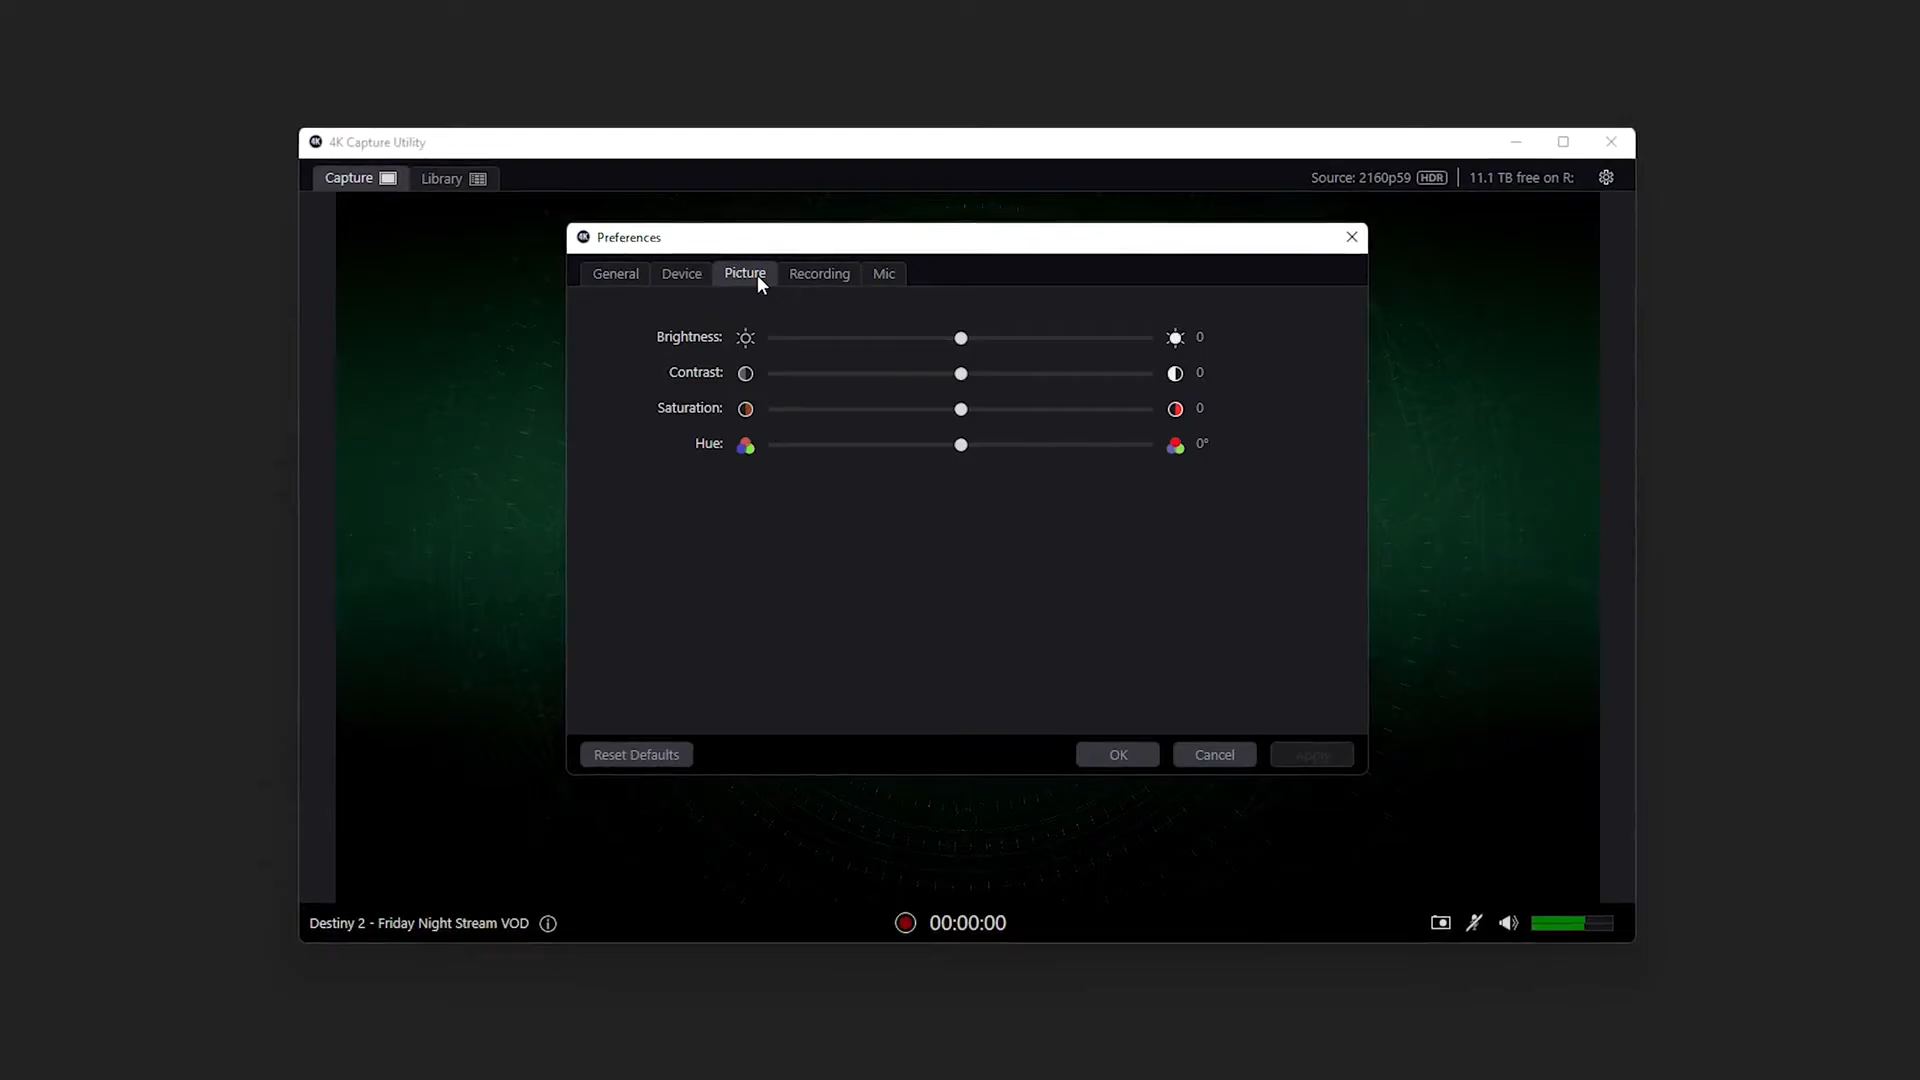 4K Capture Utility
Capture Library Source: 2160p59 HDR 11.1 TB free on R:
4K Preferences
General Device Picture Recording Mic
Brightness: 0
Contrast: 0
Saturation: 0
Hue: 0°
Reset Defaults OK Cancel Apply
Destiny 2 - Friday Night Stream VOD 00:00:00